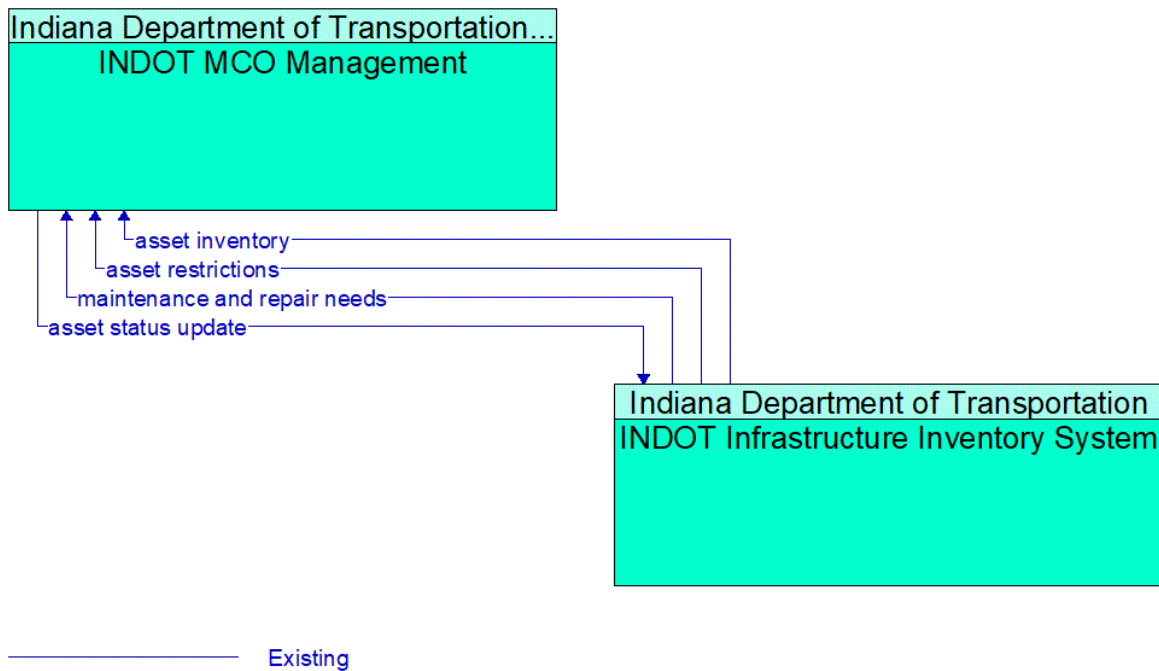 Indiana Department of Transportation...
INDOT MCO Management
asset inventory
asset restrictions
maintenance and repair needs
asset status update
Indiana Department of Transportation
INDOT Infrastructure Inventory System
Existing